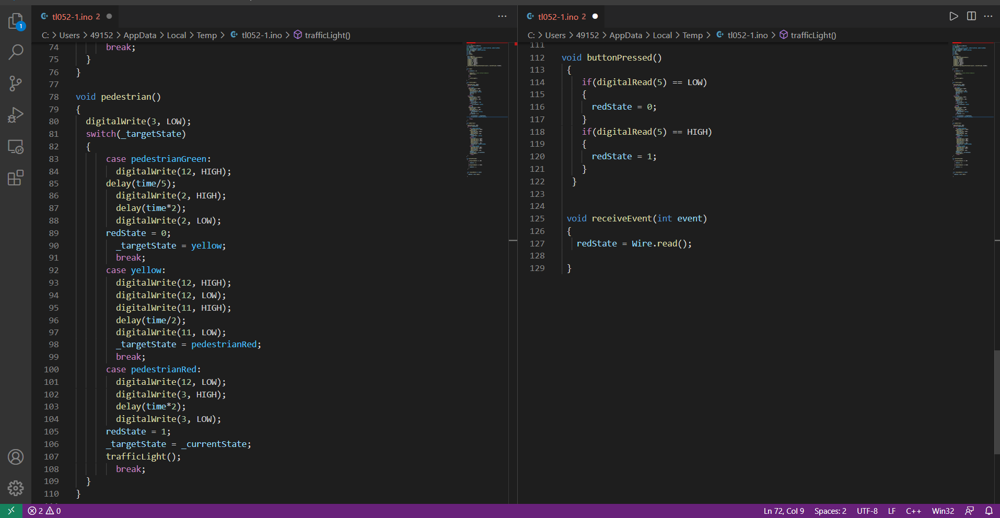 tl052-1.ino 2
C: > Users > 49152 > AppData > Local > Temp > tl052-1.ino > trafficLight()
74 break;
75 }
76 }
77
78 void pedestrian()
79 {
80 digitalWrite(3, LOW);
81 switch(_targetState)
82 {
83 case pedestrianGreen:
84 digitalWrite(12, HIGH);
85 delay(time/5);
86 digitalWrite(2, HIGH);
87 delay(time*2);
88 digitalWrite(2, LOW);
89 redState = 0;
90 _targetState = yellow;
91 break;
92 case yellow:
93 digitalWrite(12, HIGH);
94 digitalWrite(12, LOW);
95 digitalWrite(11, HIGH);
96 delay(time/2);
97 digitalWrite(11, LOW);
98 _targetState = pedestrianRed;
99 break;
100 case pedestrianRed:
101 digitalWrite(12, LOW);
102 digitalWrite(3, HIGH);
103 delay(time*2);
104 digitalWrite(3, LOW);
105 redState = 1;
106 _targetState = _currentState;
107 trafficLight();
108 break;
109 }
110 }
tl052-1.ino 2
C: > Users > 49152 > AppData > Local > Temp > tl052-1.ino > trafficLight()
111
112 void buttonPressed()
113 {
114 if(digitalRead(5) == LOW)
115 {
116 redState = 0;
117 }
118 if(digitalRead(5) == HIGH)
119 {
120 redState = 1;
121 }
122 }
123
124
125 void receiveEvent(int event)
126 {
127 redState = Wire.read();
128
129 }
1
2 0
Ln 72, Col 9 Spaces: 2 UTF-8 LF C++ Win32